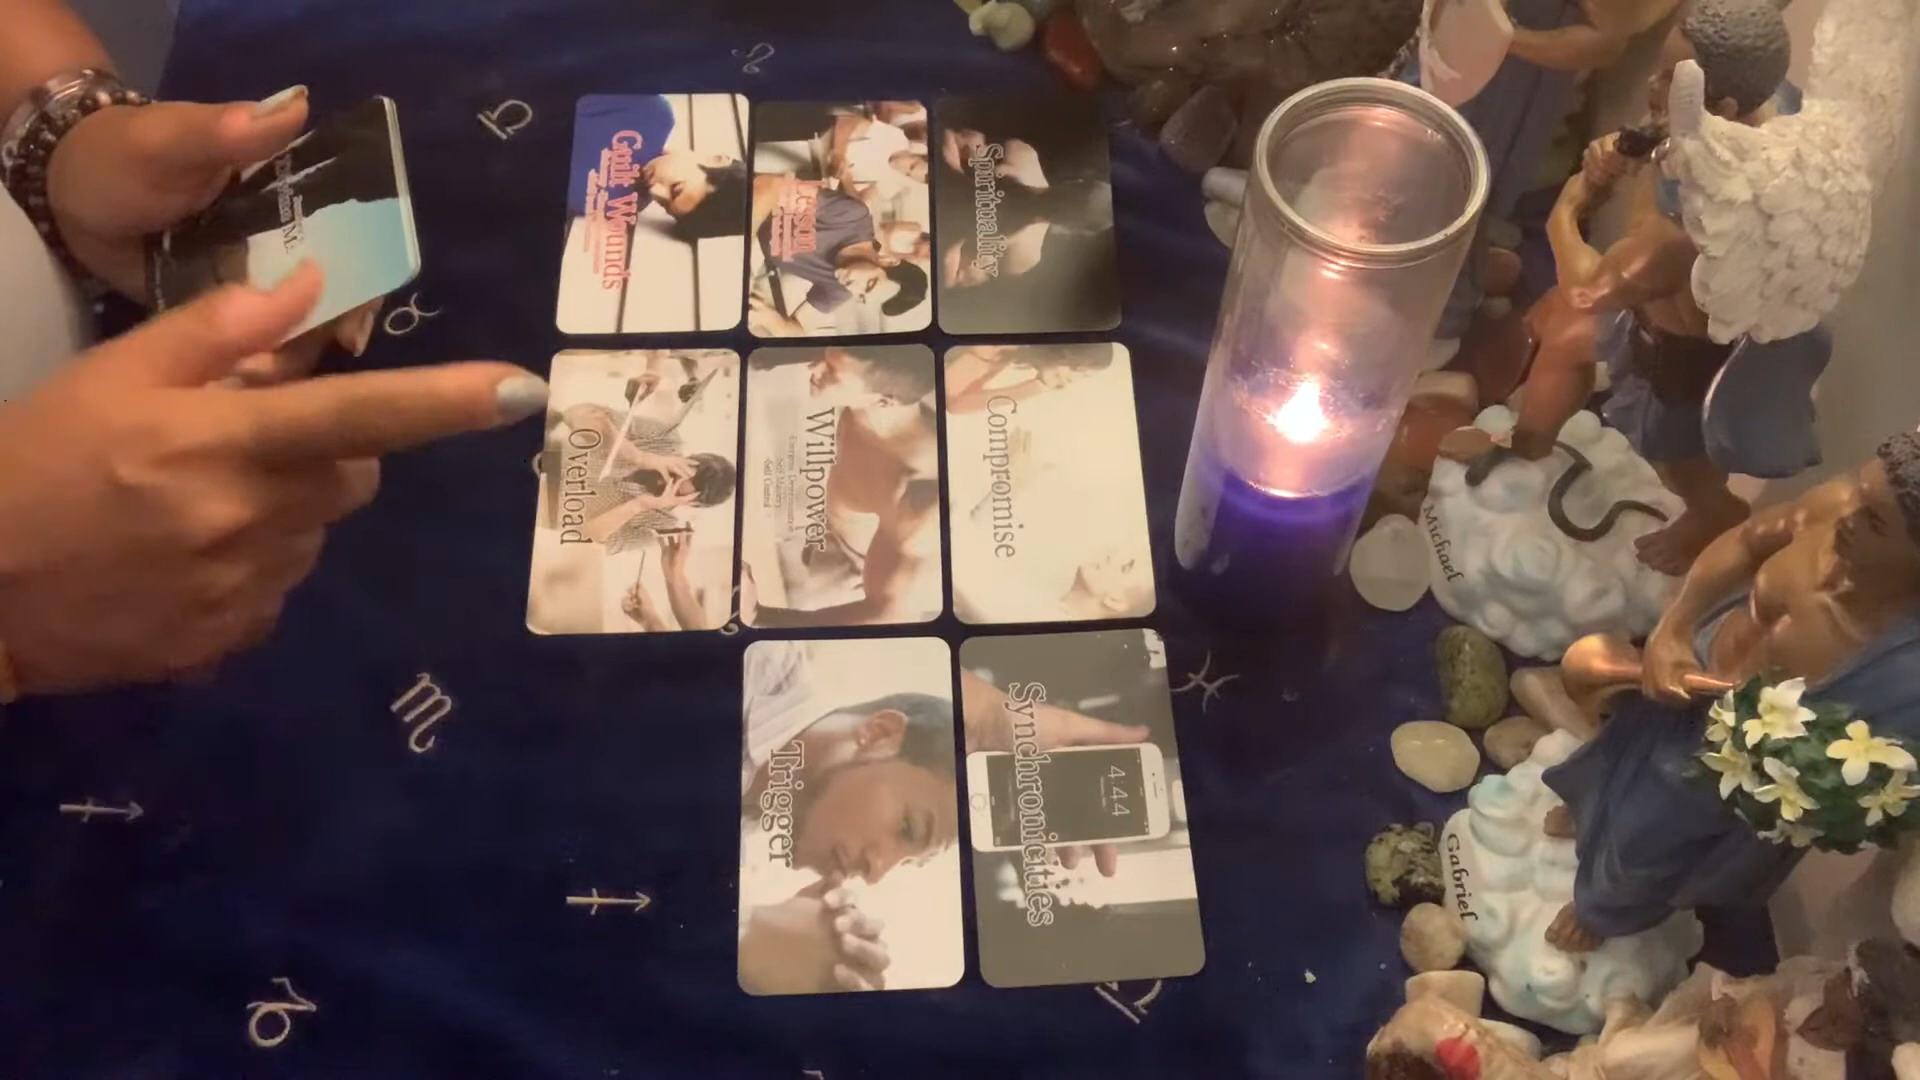 Guilt Wounds
Lesson
Spirituality
Overload
Willpower
-Self Mastery
-Self Control
Compromise
Trigger
Synchronicities
4:44
Michael
Gabriel